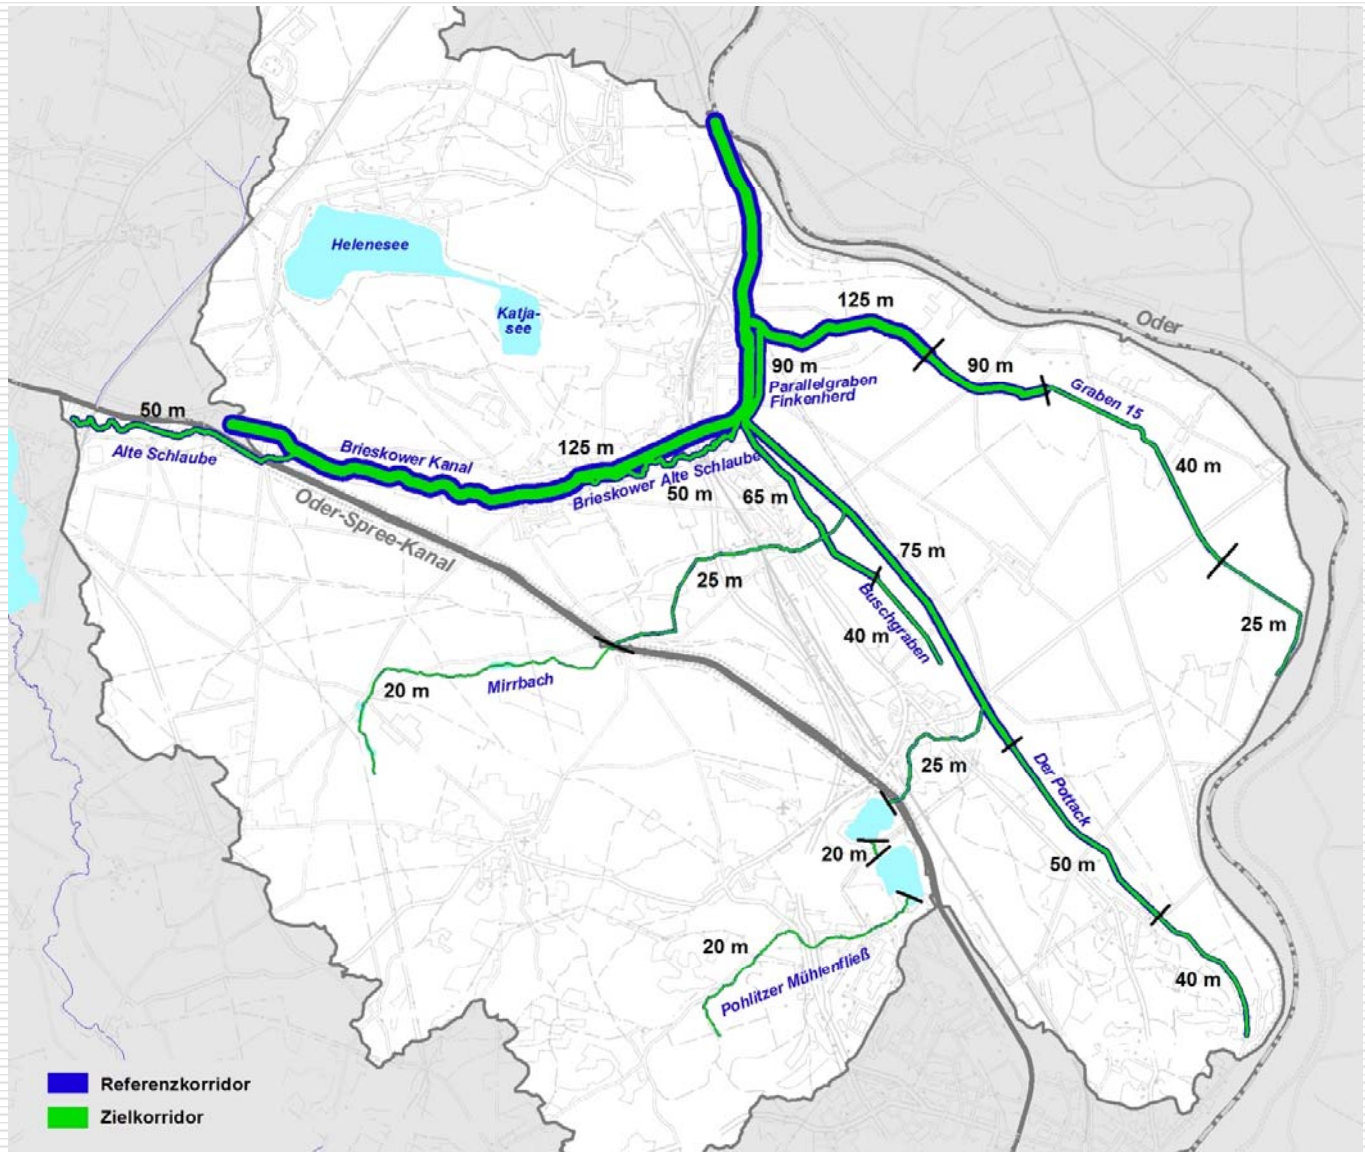 Helenesee
Katja-
see
Oder
125 m
90 m
90 m
Parallelgraben
Finkenherd
Graben 15
50 m
Alte Schlaube
Brieskower Kanal
125 m
Brieskower Alte Schlaube
50 m
65 m
40 m
Oder-Spree-Kanal
75 m
25 m
Buschgraben
40 m
25 m
20 m
Mirrbach
25 m
Der Pottack
20 m
50 m
20 m
Pohlitzer Mühlenfließ
40 m
Referenzkorridor
Zielkorridor